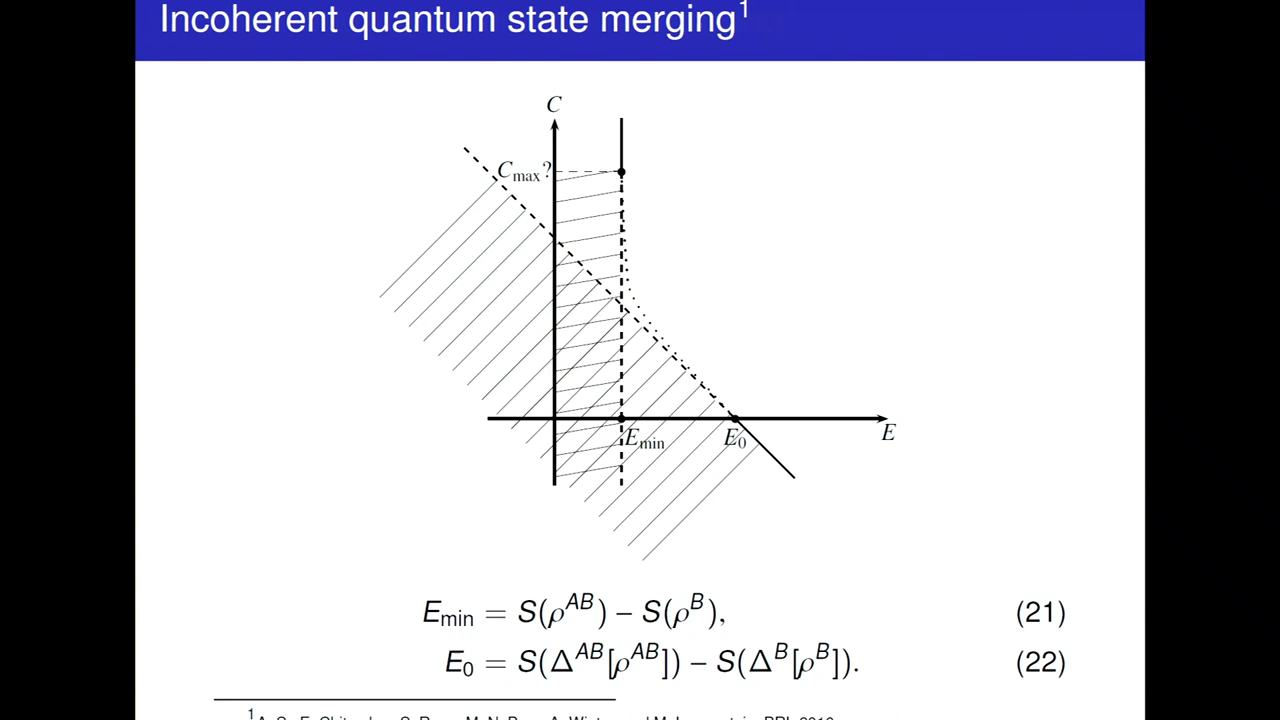 Incoherent quantum state merging¹
C
C_max?
E_min
E_0
E
E_min = S(ρ^AB) – S(ρ^B), (21)
E_0 = S(Δ^AB[ρ^AB]) – S(Δ^B[ρ^B]). (22)